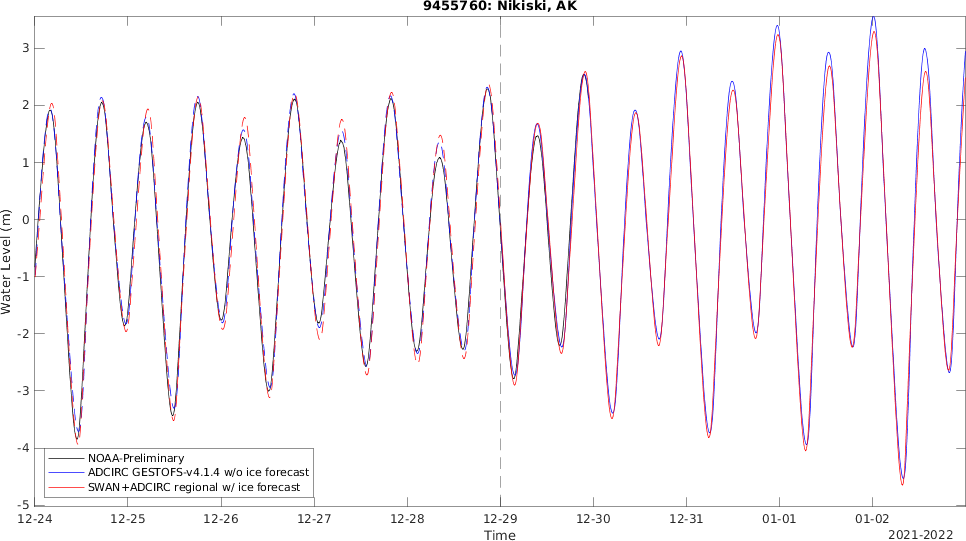 9455760: Nikiski, AK
Water Level (m)
3
2
1
0
-1
-2
-3
-4
-5
NOAA-Preliminary
ADCIRC GESTOFS-v4.1.4 w/o ice forecast
SWAN+ADCIRC regional w/ ice forecast
12-24 12-25 12-26 12-27 12-28 12-29 12-30 12-31 01-01 01-02
Time
2021-2022